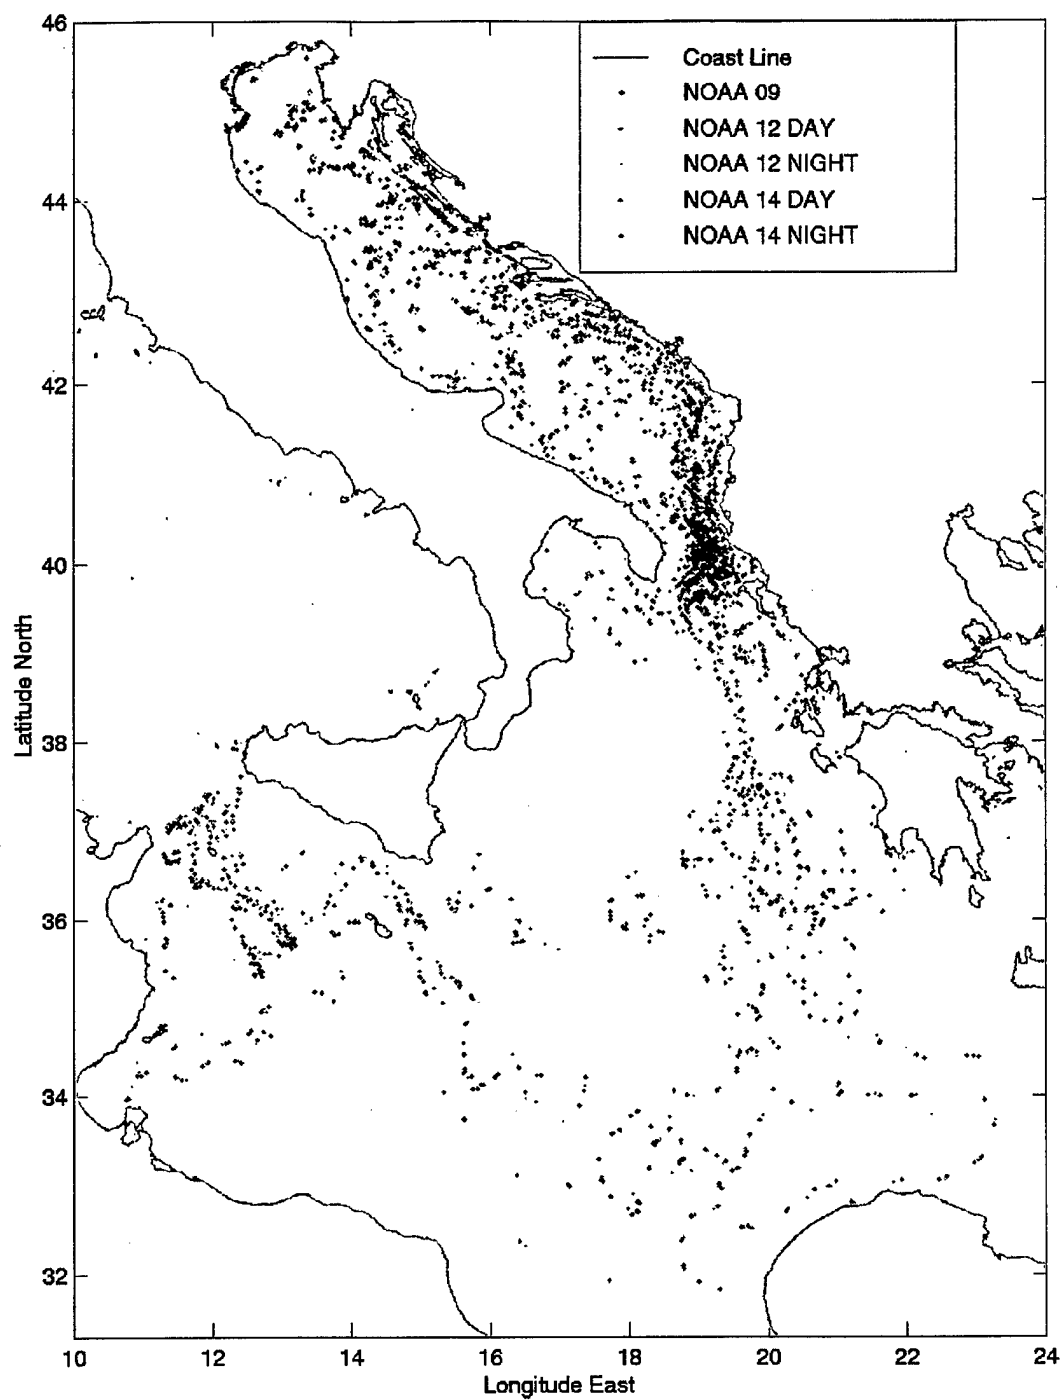 46
Coast Line
NOAA 09
NOAA 12 DAY
NOAA 12 NIGHT
NOAA 14 DAY
NOAA 14 NIGHT
44
42
40
38
36
34
32
Latitude North
10 12 14 16 18 20 22 24
Longitude East